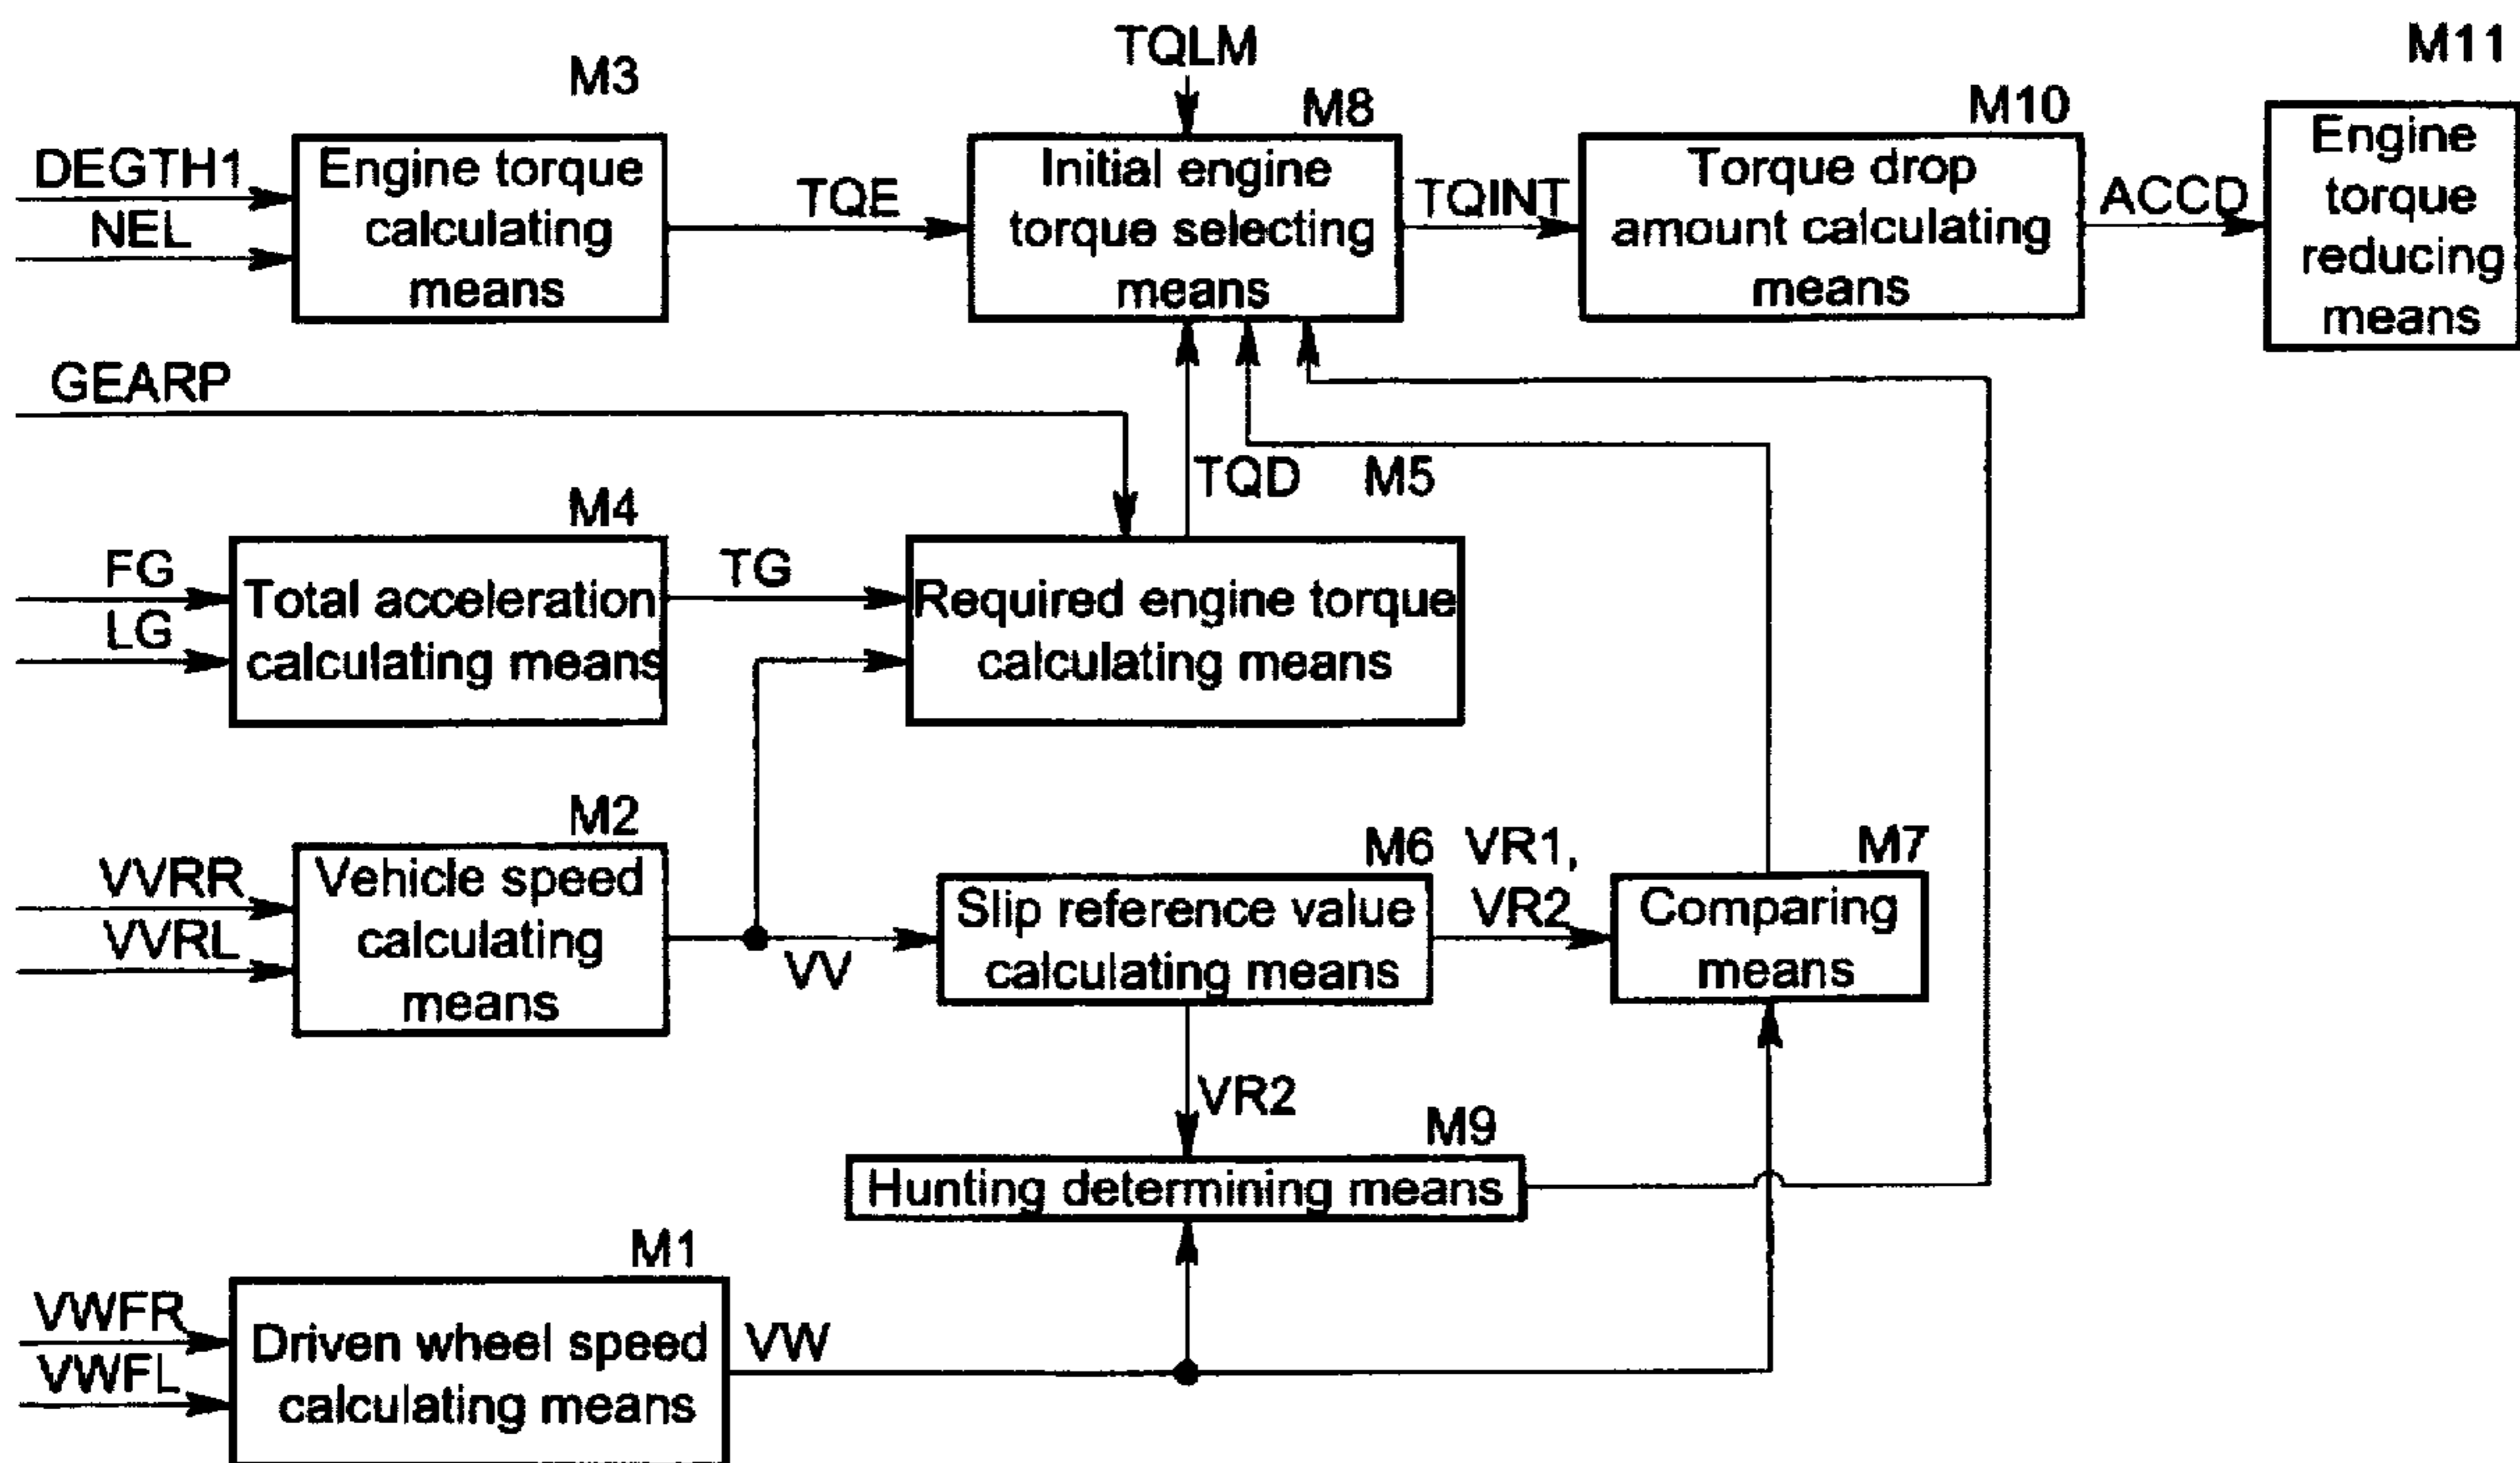 TQLM
M11
M3
M8
M10
DEGTH1
NEL
Engine torque
calculating
means
TQE
Initial engine
torque selecting
means
TQINT
Torque drop
amount calculating
means
ACCD
Engine
torque
reducing
means
GEARP
TQD
M5
M4
FG
LG
Total acceleration
calculating means
TG
Required engine torque
calculating means
M2
VVRR
VVRL
Vehicle speed
calculating
means
VV
M6
Slip reference value
calculating means
VR1,
VR2
M7
Comparing
means
VR2
M9
Hunting determining means
M1
VWFR
VWFL
Driven wheel speed
calculating means
VW